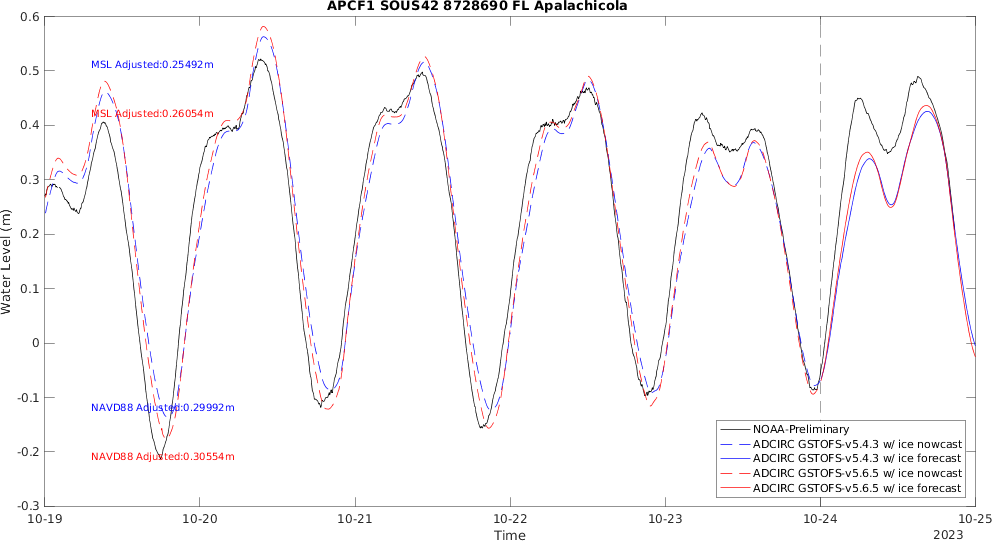 APCF1 SOUS42 8728690 FL Apalachicola
0.6
0.5
0.4
0.3
0.2
0.1
0
-0.1
-0.2
-0.3
Water Level (m)
MSL Adjusted:0.25492m
MSL Adjusted:0.26054m
NAVD88 Adjusted:0.29992m
NAVD88 Adjusted:0.30554m
NOAA-Preliminary
ADCIRC GSTOFS-v5.4.3 w/ ice nowcast
ADCIRC GSTOFS-v5.4.3 w/ ice forecast
ADCIRC GSTOFS-v5.6.5 w/ ice nowcast
ADCIRC GSTOFS-v5.6.5 w/ ice forecast
10-19 10-20 10-21 10-22 10-23 10-24 10-25
Time
2023